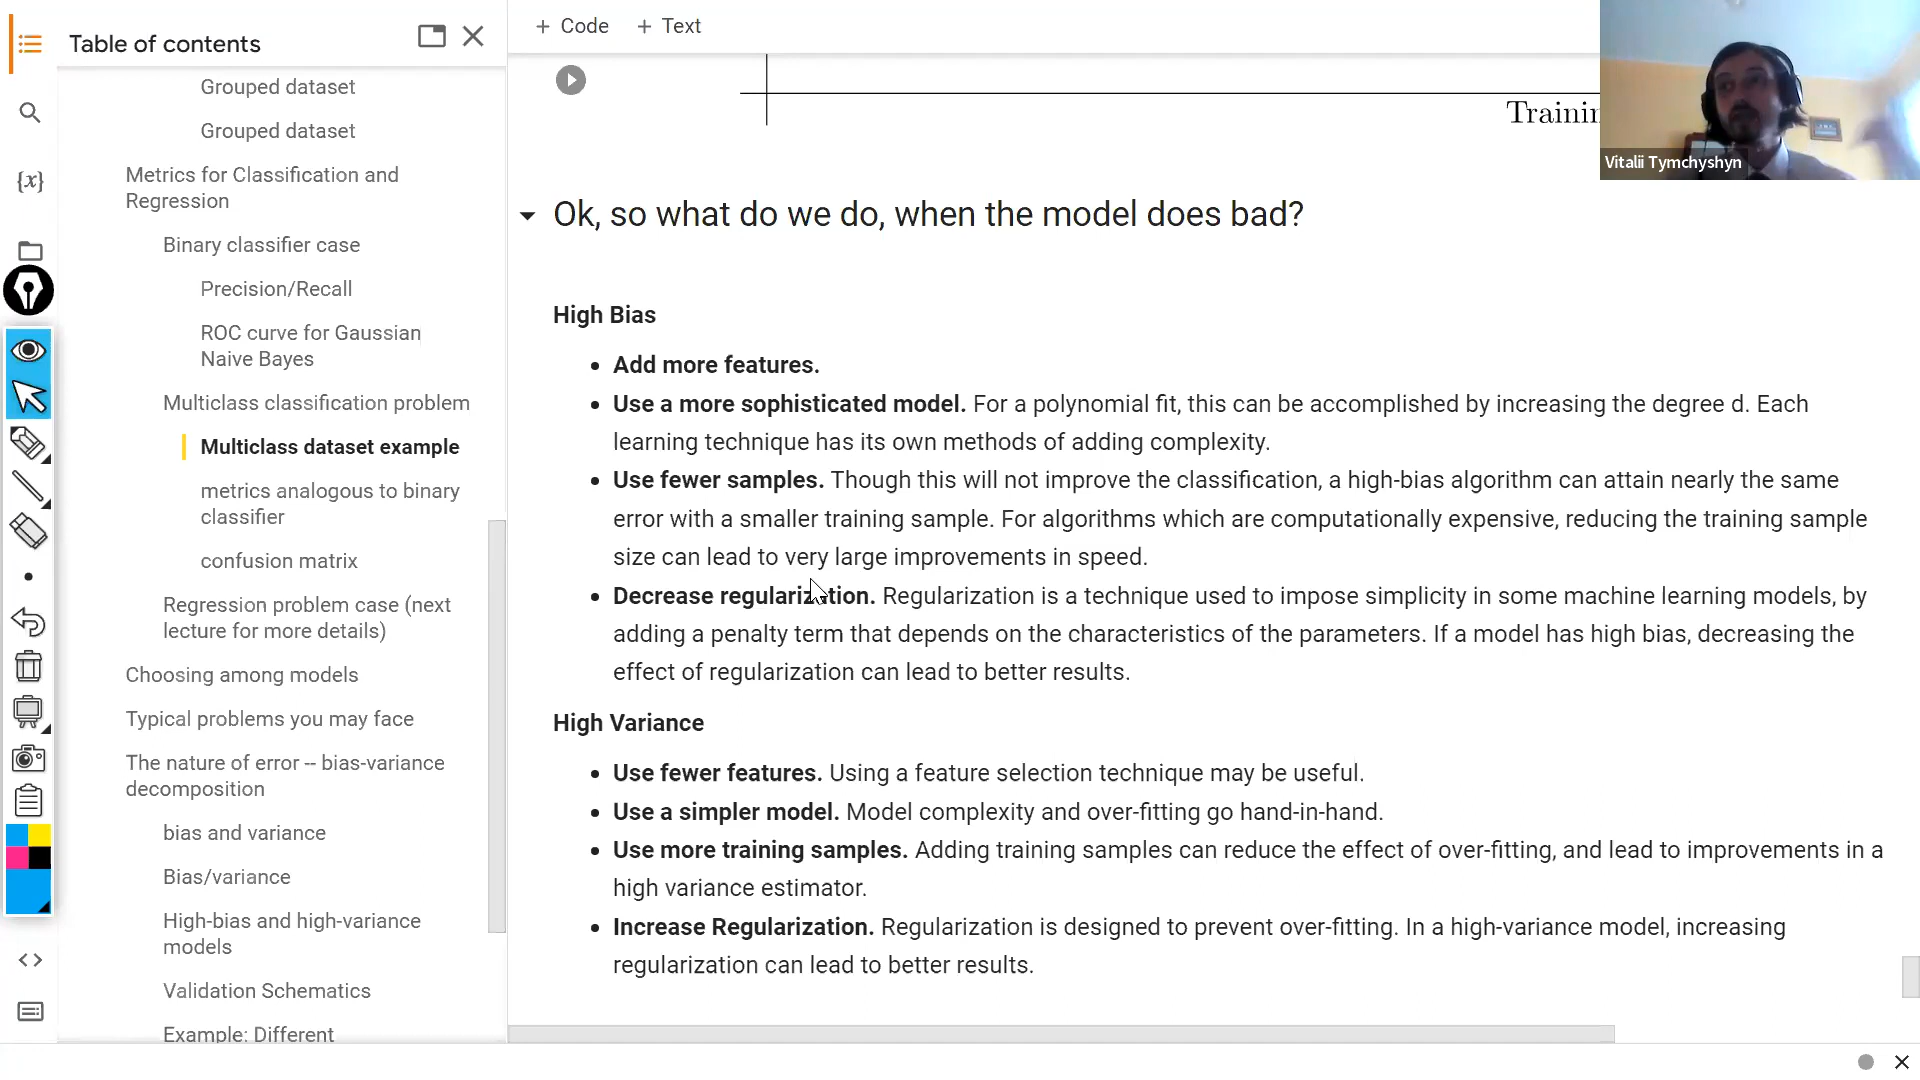 Table of contents
Grouped dataset
Grouped dataset
Metrics for Classification and
Regression
Binary classifier case
Precision/Recall
ROC curve for Gaussian
Naive Bayes
Multiclass classification problem
Multiclass dataset example
metrics analogous to binary
classifier
confusion matrix
Regression problem case (next
lecture for more details)
Choosing among models
Typical problems you may face
The nature of error -- bias-variance
decomposition
bias and variance
Bias/variance
High-bias and high-variance
models
Validation Schematics
Example: Different
{x}
<>
+ Code + Text
Vitalii Tymchyshyn
Ok, so what do we do, when the model does bad?
High Bias
• Add more features.
• Use a more sophisticated model. For a polynomial fit, this can be accomplished by increasing the degree d. Each
learning technique has its own methods of adding complexity.
• Use fewer samples. Though this will not improve the classification, a high-bias algorithm can attain nearly the same
error with a smaller training sample. For algorithms which are computationally expensive, reducing the training sample
size can lead to very large improvements in speed.
• Decrease regularization. Regularization is a technique used to impose simplicity in some machine learning models, by
adding a penalty term that depends on the characteristics of the parameters. If a model has high bias, decreasing the
effect of regularization can lead to better results.
High Variance
• Use fewer features. Using a feature selection technique may be useful.
• Use a simpler model. Model complexity and over-fitting go hand-in-hand.
• Use more training samples. Adding training samples can reduce the effect of over-fitting, and lead to improvements in a
high variance estimator.
• Increase Regularization. Regularization is designed to prevent over-fitting. In a high-variance model, increasing
regularization can lead to better results.